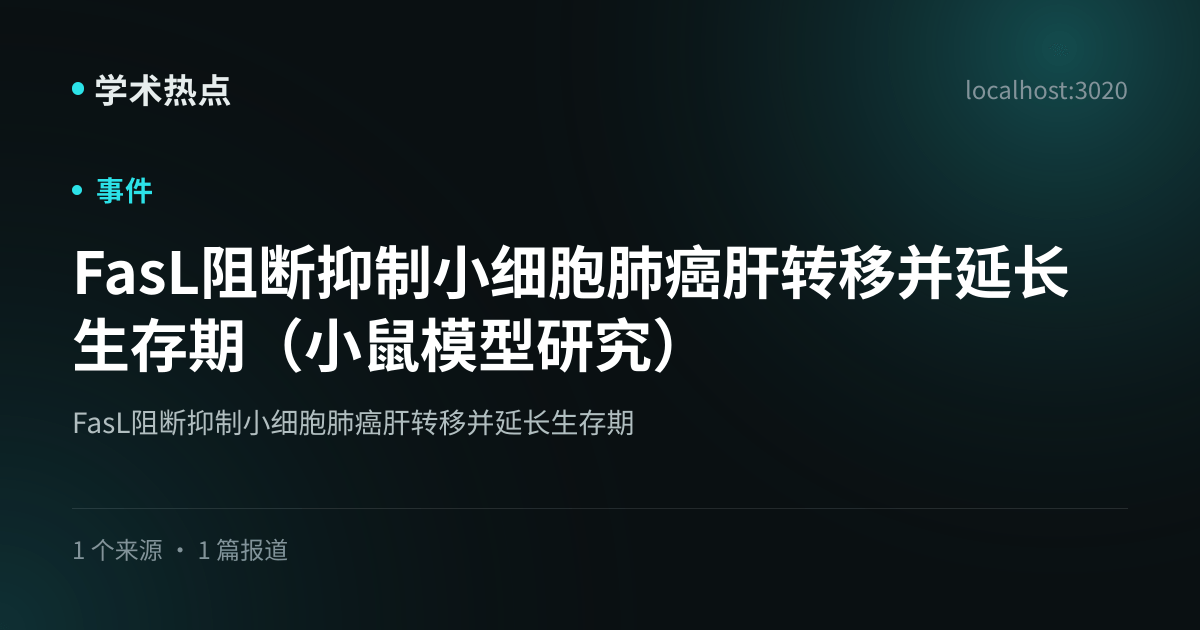 学术热点
localhost:3020
事件
FasL阻断抑制小细胞肺癌肝转移并延长
生存期（小鼠模型研究）
FasL阻断抑制小细胞肺癌肝转移并延长生存期
1 个来源 · 1 篇报道